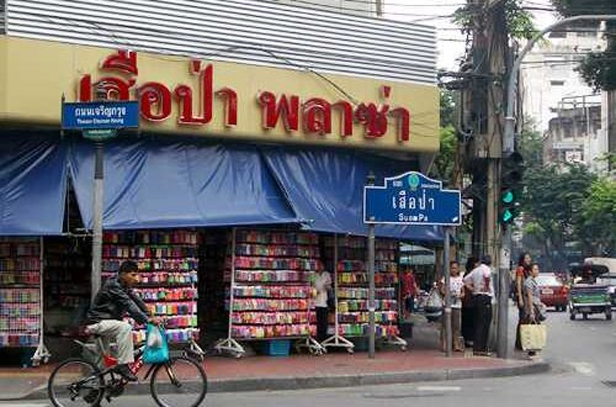 เสือป่า พลาซ่า
ถนนเจริญกรุง
Thanon Charoen Krung
เสือป่า
Suea Pa